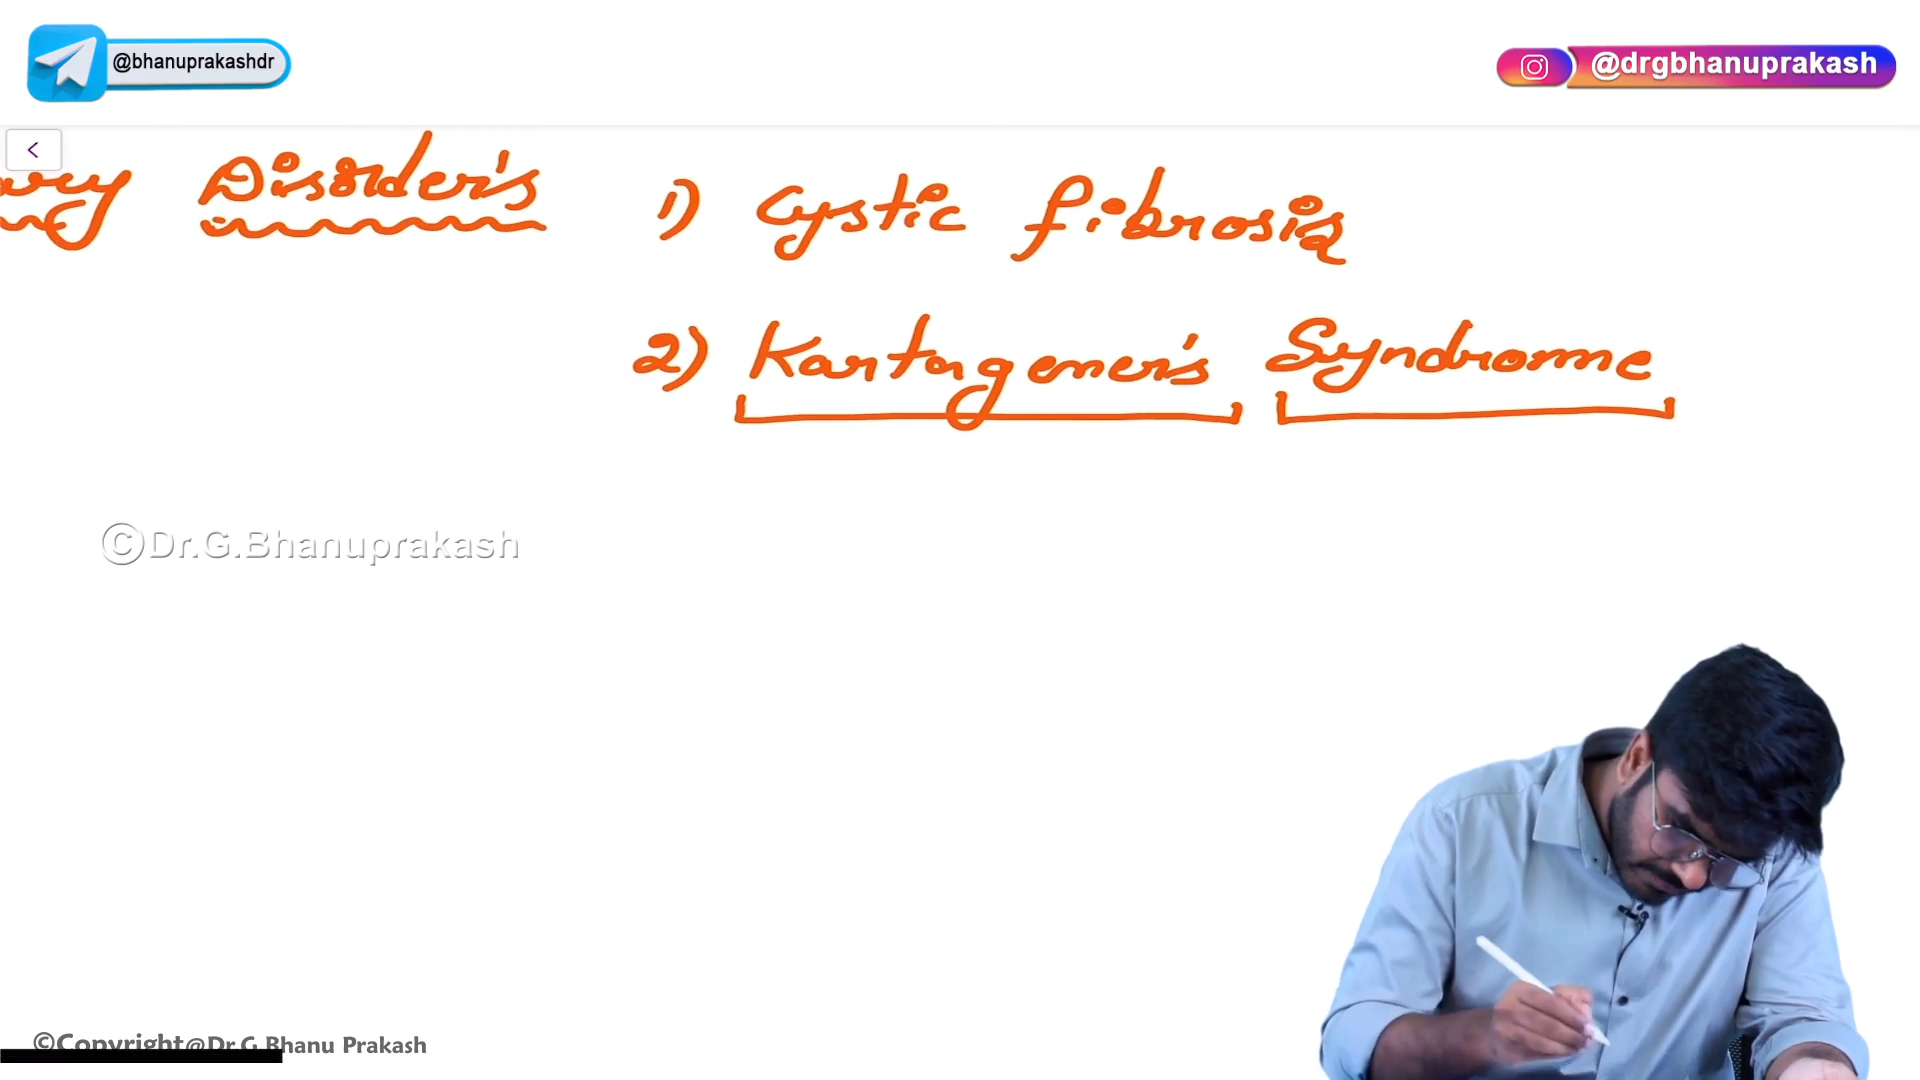 @bhanuprakashdr
@drgbhanuprakash
Disorder's
1) Cystic fibrosis
2) Kartagener's Syndrome
©Dr.G.Bhanuprakash
©Copyright@Dr.G.Bhanu Prakash